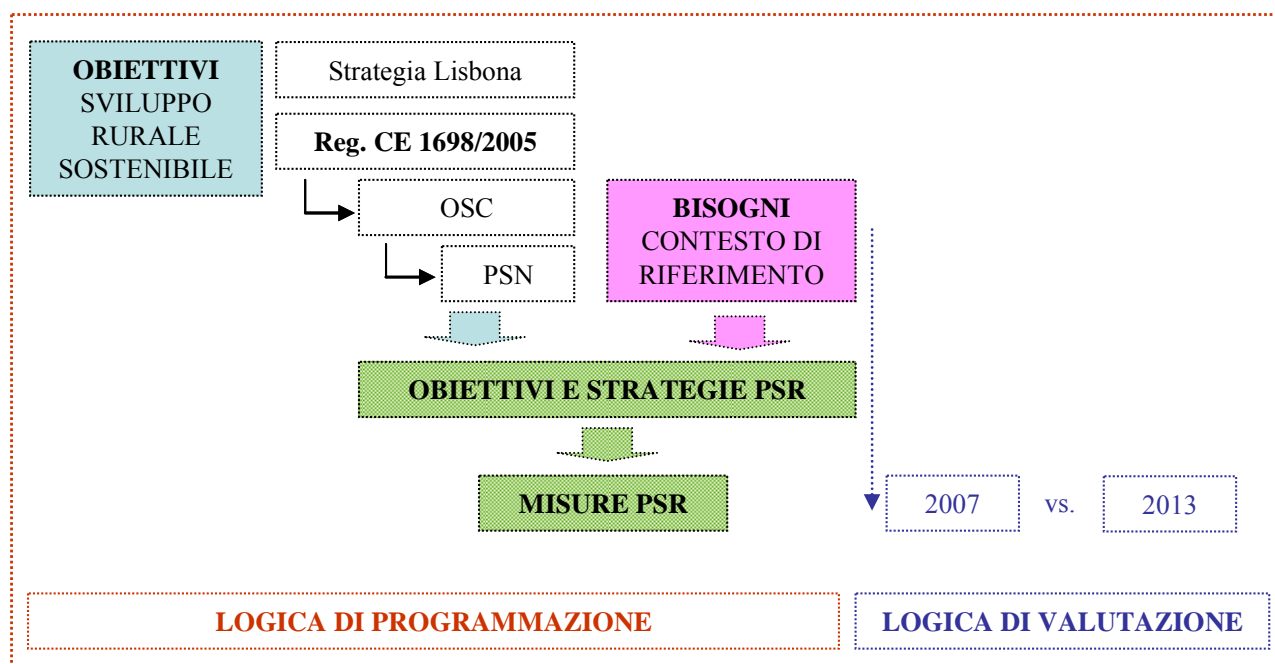 OBIETTIVI
SVILUPPO
RURALE
SOSTENIBILE
Strategia Lisbona
Reg. CE 1698/2005
OSC
PSN
BISOGNI
CONTESTO DI
RIFERIMENTO
OBIETTIVI E STRATEGIE PSR
MISURE PSR
2007 vs. 2013
LOGICA DI PROGRAMMAZIONE
LOGICA DI VALUTAZIONE